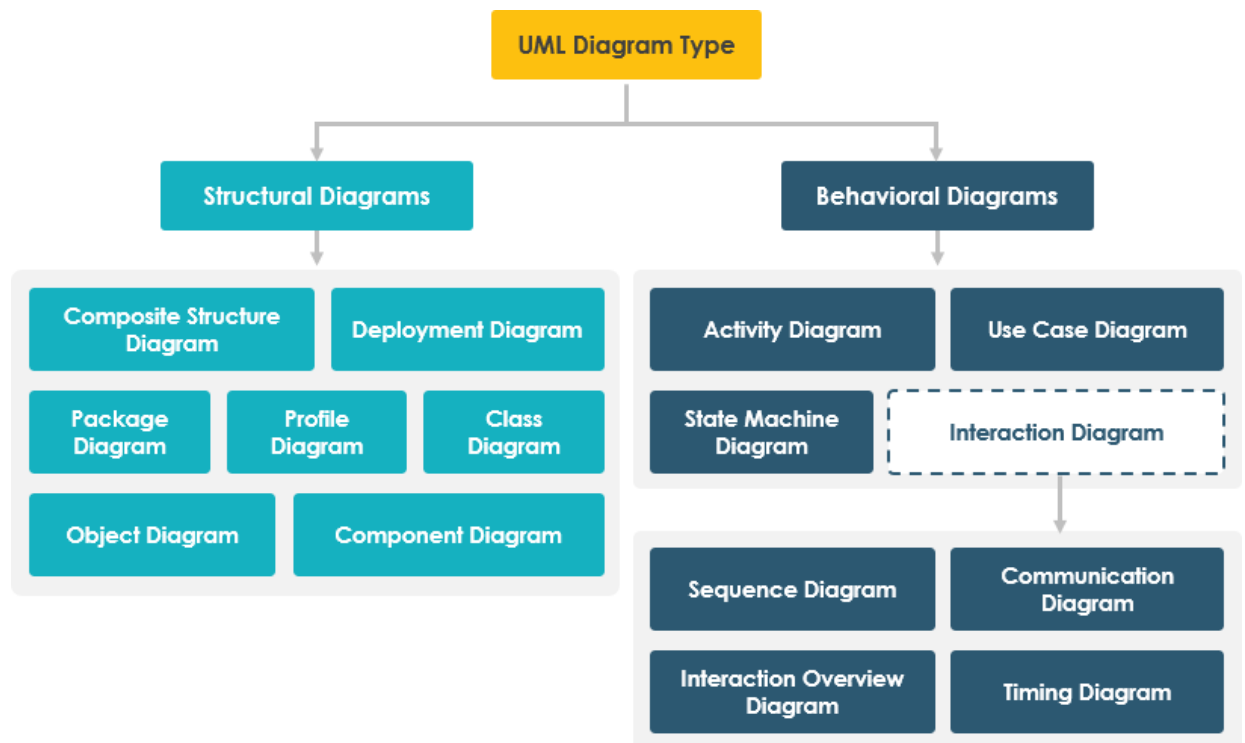 UML Diagram Type
Structural Diagrams
Behavioral Diagrams
Composite Structure
Diagram
Deployment Diagram
Package
Diagram
Profile
Diagram
Class
Diagram
Object Diagram
Component Diagram
Activity Diagram
Use Case Diagram
State Machine
Diagram
Interaction Diagram
Sequence Diagram
Communication
Diagram
Interaction Overview
Diagram
Timing Diagram